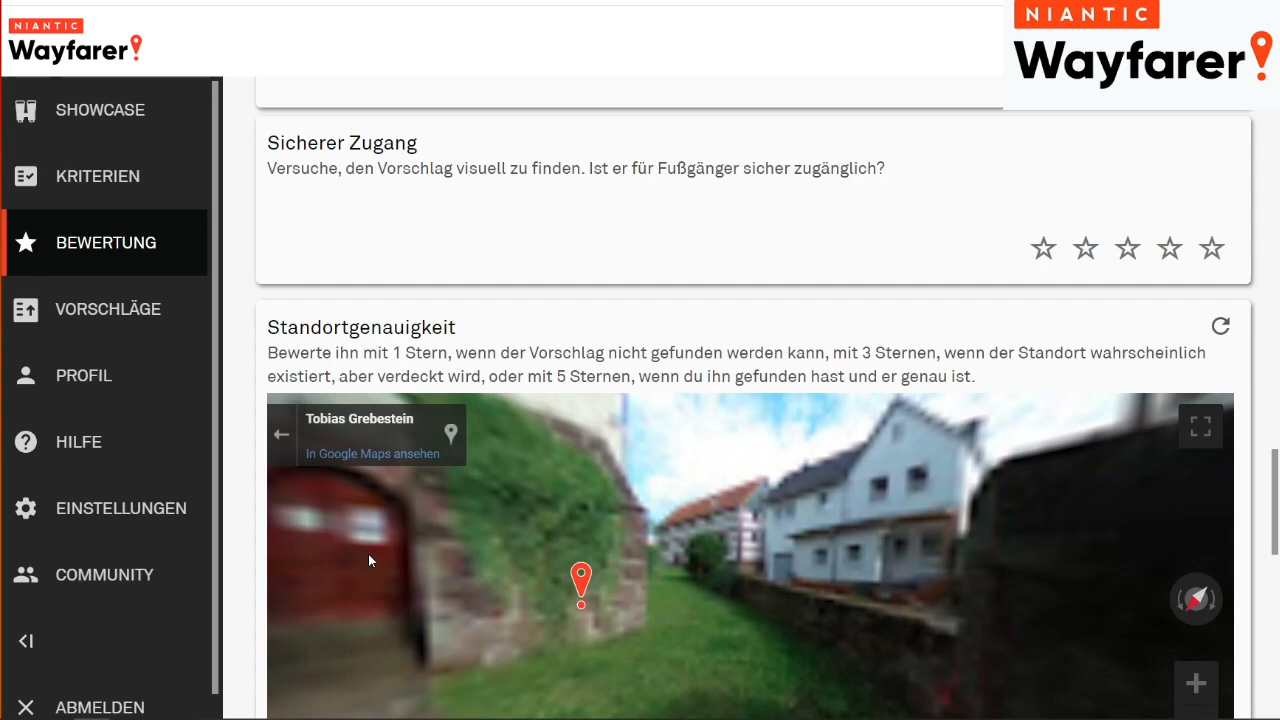 NIANTIC
Wayfarer!
NIANTIC
Wayfarer!
SHOWCASE
KRITERIEN
BEWERTUNG
VORSCHLÄGE
PROFIL
HILFE
EINSTELLUNGEN
COMMUNITY
ABMELDEN
Sicherer Zugang
Versuche, den Vorschlag visuell zu finden. Ist er für Fußgänger sicher zugänglich?
Standortgenauigkeit
Bewerte ihn mit 1 Stern, wenn der Vorschlag nicht gefunden werden kann, mit 3 Sternen, wenn der Standort wahrscheinlich
existiert, aber verdeckt wird, oder mit 5 Sternen, wenn du ihn gefunden hast und er genau ist.
Tobias Grebestein
In Google Maps ansehen